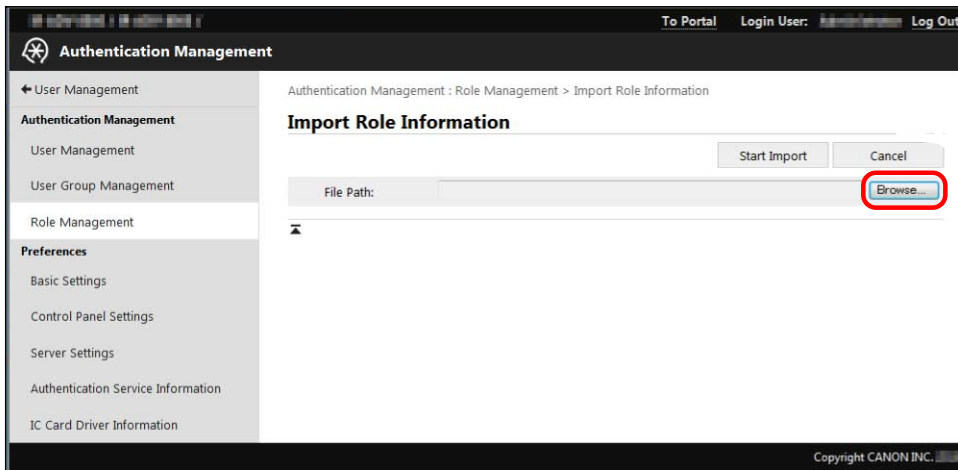 To Portal Login User: Log Out
Authentication Management
User Management
Authentication Management
User Management
User Group Management
Role Management
Preferences
Basic Settings
Control Panel Settings
Server Settings
Authentication Service Information
IC Card Driver Information
Authentication Management : Role Management > Import Role Information
Import Role Information
Start Import Cancel
File Path: Browse...
Copyright CANON INC.